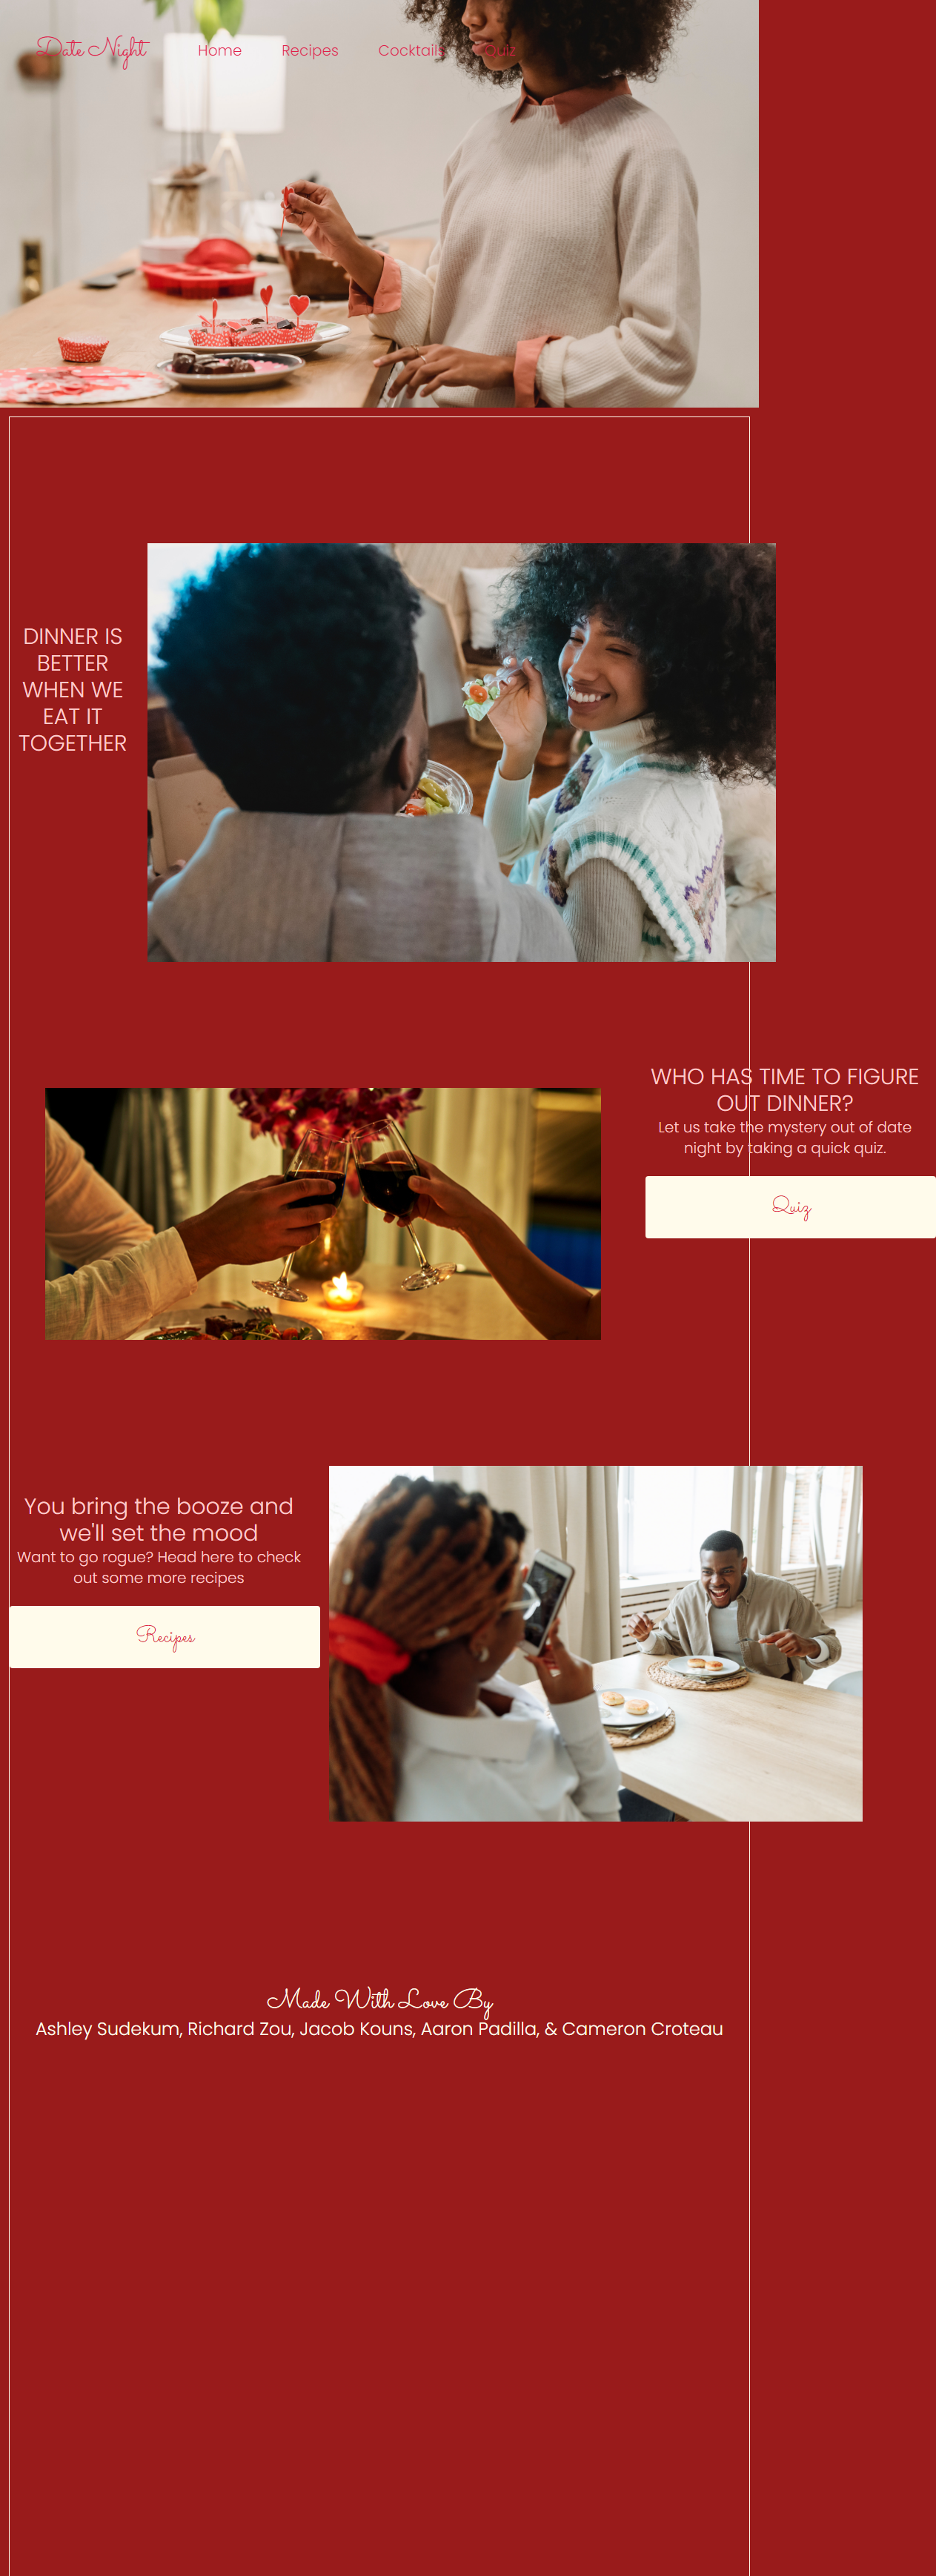 Date Night Home Recipes Cocktails Quiz
DINNER IS
BETTER
WHEN WE
EAT IT
TOGETHER
WHO HAS TIME TO FIGURE
OUT DINNER?
Let us take the mystery out of date
night by taking a quick quiz.
Quiz
You bring the booze and
we'll set the mood
Want to go rogue? Head here to check
out some more recipes
Recipes
Made With Love By
Ashley Sudekum, Richard Zou, Jacob Kouns, Aaron Padilla, & Cameron Croteau